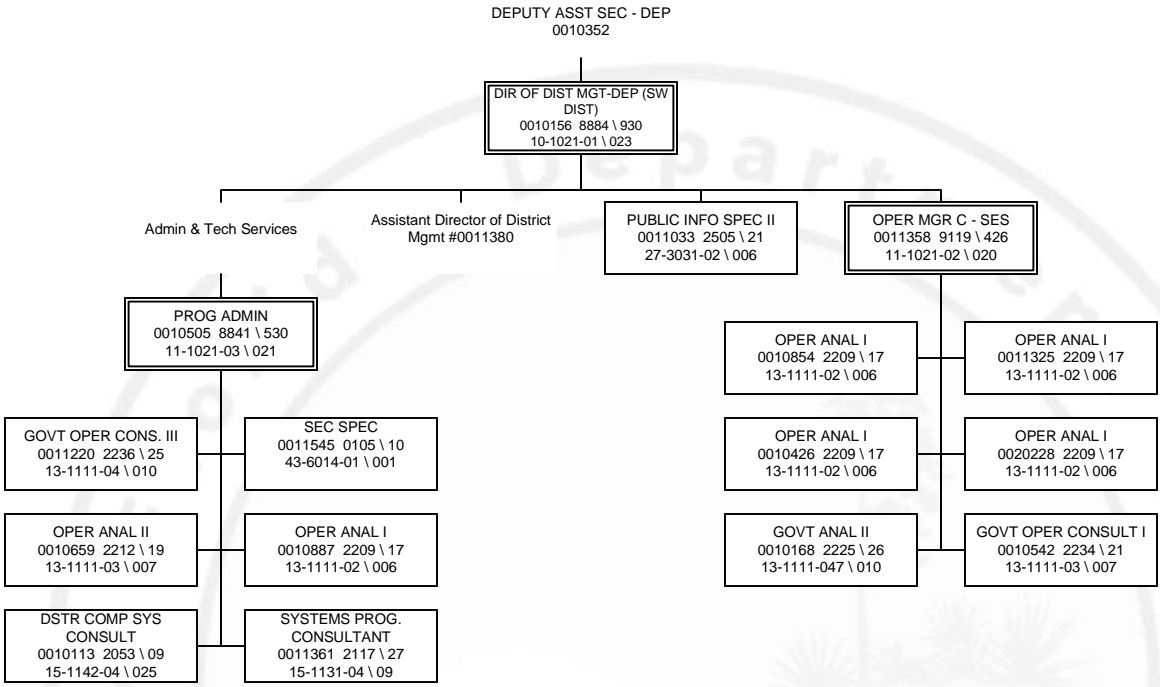 DEPUTY ASST SEC - DEP
0010352
DIR OF DIST MGT-DEP (SW
DIST)
0010156 8884 \ 930
10-1021-01 \ 023
Admin & Tech Services
Assistant Director of District
Mgmt #0011380
PUBLIC INFO SPEC II
0011033 2505 \ 21
27-3031-02 \ 006
OPER MGR C - SES
0011358 9119 \ 426
11-1021-02 \ 020
PROG ADMIN
0010505 8841 \ 530
11-1021-03 \ 021
GOVT OPER CONS. III
0011220 2236 \ 25
13-1111-04 \ 010
SEC SPEC
0011545 0105 \ 10
43-6014-01 \ 001
OPER ANAL II
0010659 2212 \ 19
13-1111-03 \ 007
OPER ANAL I
0010887 2209 \ 17
13-1111-02 \ 006
DSTR COMP SYS
CONSULT
0010113 2053 \ 09
15-1142-04 \ 025
SYSTEMS PROG.
CONSULTANT
0011361 2117 \ 27
15-1131-04 \ 09
OPER ANAL I
0010854 2209 \ 17
13-1111-02 \ 006
OPER ANAL I
0011325 2209 \ 17
13-1111-02 \ 006
OPER ANAL I
0010426 2209 \ 17
13-1111-02 \ 006
OPER ANAL I
0020228 2209 \ 17
13-1111-02 \ 006
GOVT ANAL II
0010168 2225 \ 26
13-1111-047 \ 010
GOVT OPER CONSULT I
0010542 2234 \ 21
13-1111-03 \ 007